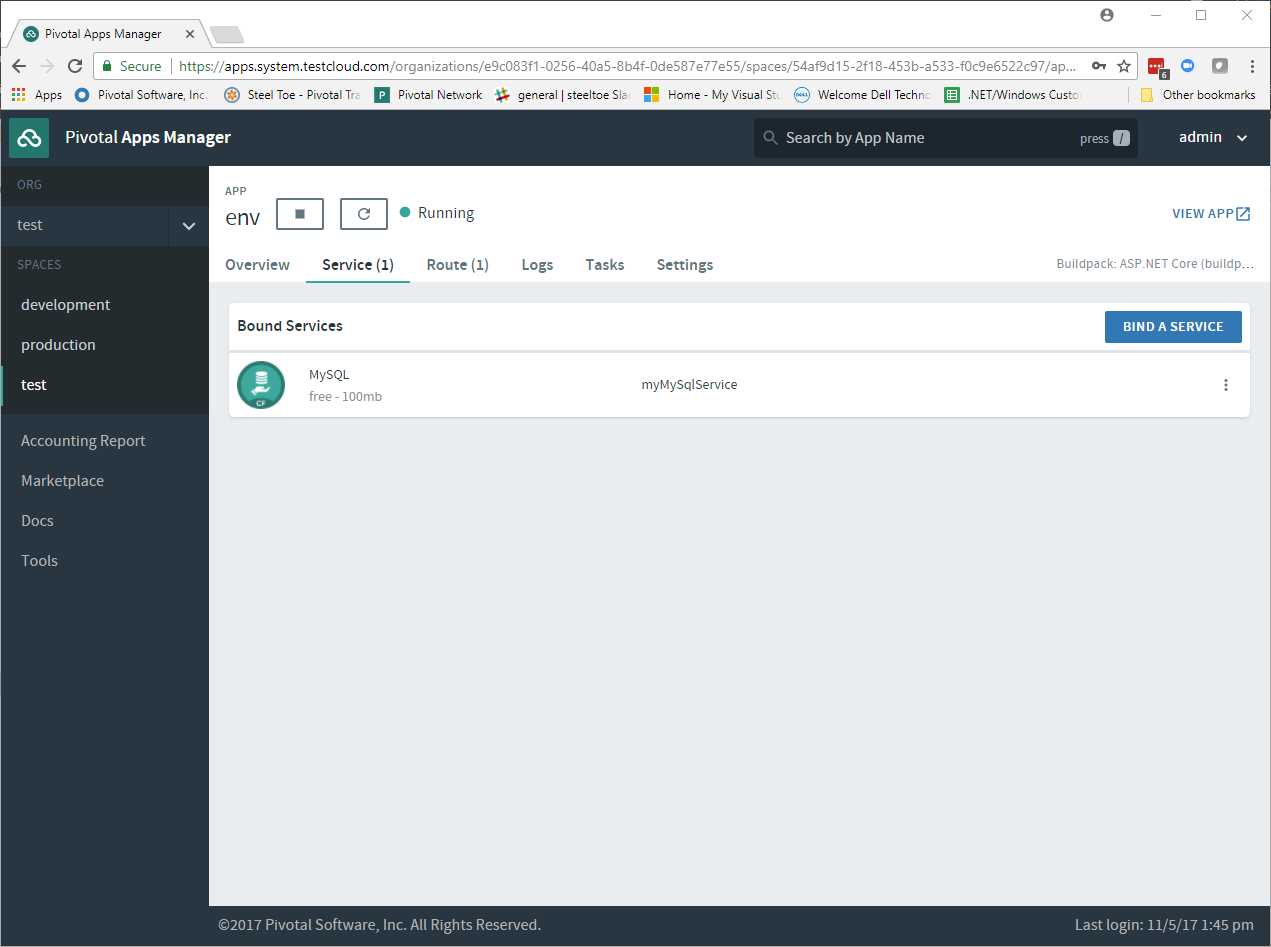 Pivotal Apps Manager
Secure https://apps.system.testcloud.com/organizations/e9c083f1-0256-40a5-8b4f-0de587e77e55/spaces/54af9d15-2f18-453b-a533-f0c9e6522c97/ap...
6
Apps Pivotal Software, Inc. Steel Toe - Pivotal Tra P Pivotal Network general | steeltoe Sla Home - My Visual Stu DELL Welcome Dell Techno .NET/Windows Custo Other bookmarks
Pivotal Apps Manager
Search by App Name press /
admin
ORG
test
SPACES
development
production
test
Accounting Report
Marketplace
Docs
Tools
APP
env Running
VIEW APP
Overview Service (1) Route (1) Logs Tasks Settings
Buildpack: ASP.NET Core (buildp...
Bound Services
BIND A SERVICE
CF
MySQL
free - 100mb
myMySqlService
©2017 Pivotal Software, Inc. All Rights Reserved.
Last login: 11/5/17 1:45 pm